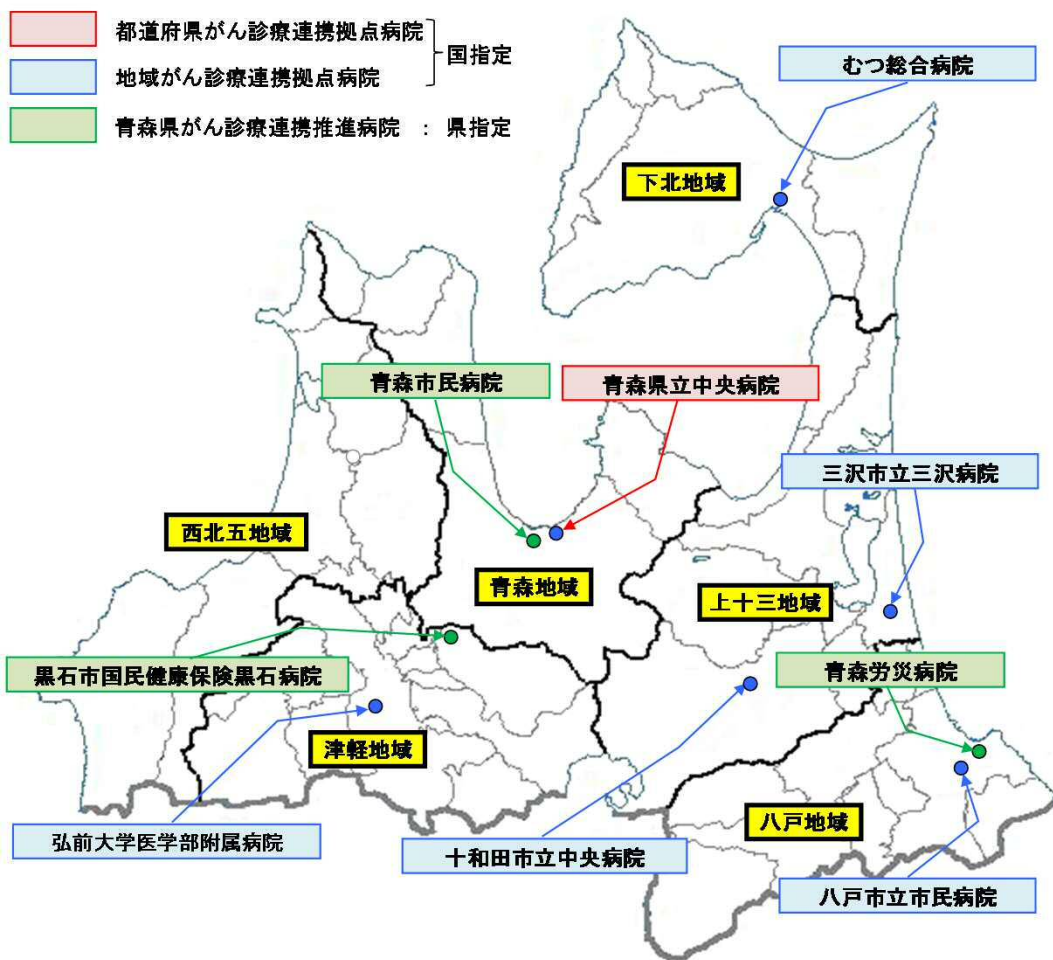 都道府県がん診療連携拠点病院
地域がん診療連携拠点病院
国指定
青森県がん診療連携推進病院 : 県指定
むつ総合病院
下北地域
青森市民病院
青森県立中央病院
三沢市立三沢病院
西北五地域
青森地域
上十三地域
黒石市国民健康保険黒石病院
青森労災病院
津軽地域
八戸地域
弘前大学医学部附属病院
十和田市立中央病院
八戸市立市民病院